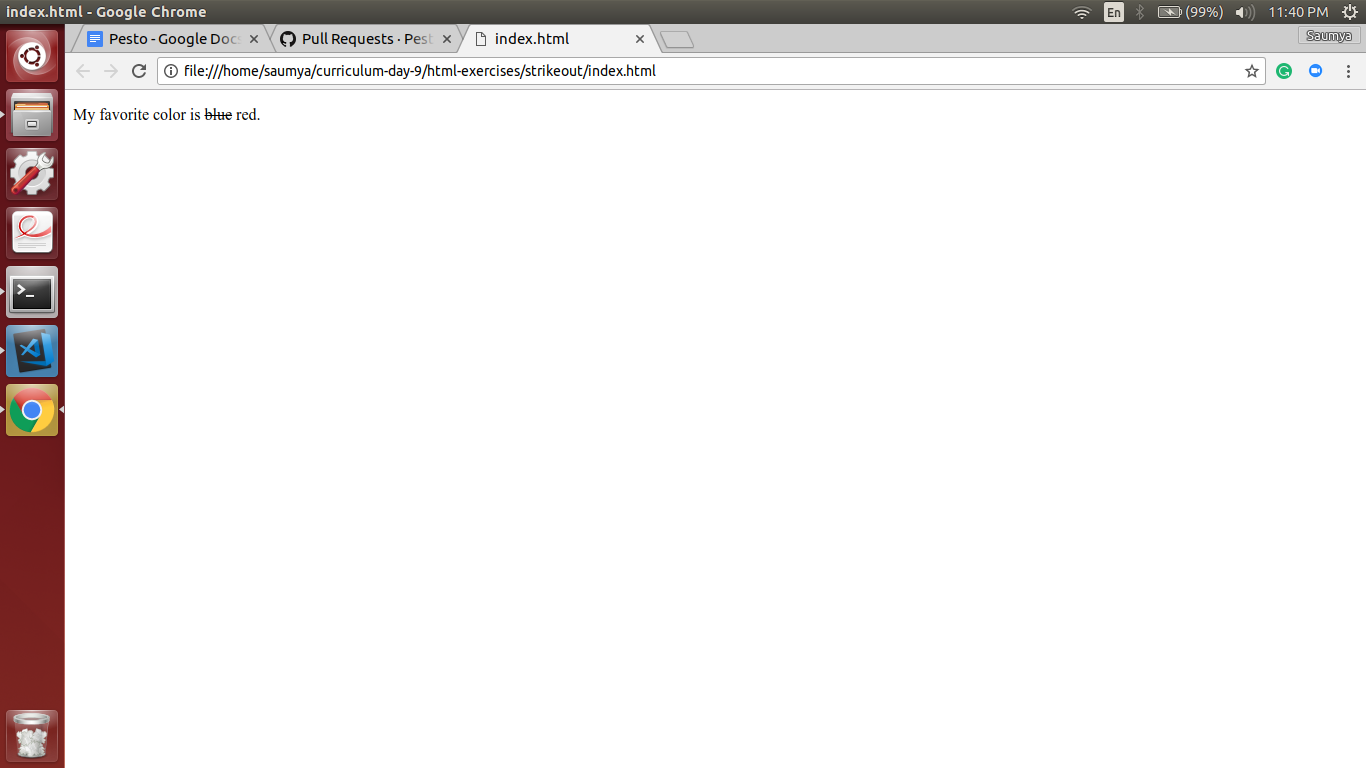 index.html - Google Chrome
En
(99%)
11:40 PM
Pesto - Google Docs
Pull Requests · Pest
index.html
Saumya
file:///home/saumya/curriculum-day-9/html-exercises/strikeout/index.html
My favorite color is blue red.